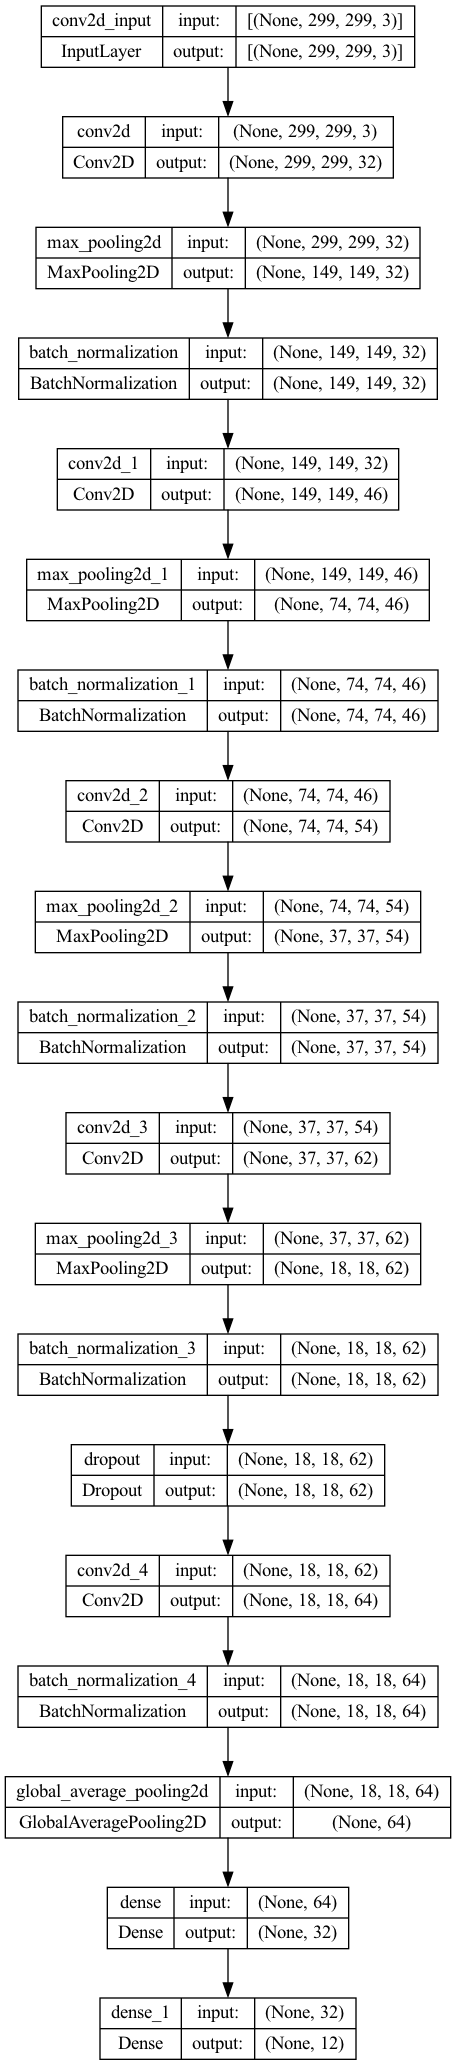 conv2d_input input: [(None, 299, 299, 3)]
InputLayer output: [(None, 299, 299, 3)]
conv2d input: (None, 299, 299, 3)
Conv2D output: (None, 299, 299, 32)
max_pooling2d input: (None, 299, 299, 32)
MaxPooling2D output: (None, 149, 149, 32)
batch_normalization input: (None, 149, 149, 32)
BatchNormalization output: (None, 149, 149, 32)
conv2d_1 input: (None, 149, 149, 32)
Conv2D output: (None, 149, 149, 46)
max_pooling2d_1 input: (None, 149, 149, 46)
MaxPooling2D output: (None, 74, 74, 46)
batch_normalization_1 input: (None, 74, 74, 46)
BatchNormalization output: (None, 74, 74, 46)
conv2d_2 input: (None, 74, 74, 46)
Conv2D output: (None, 74, 74, 54)
max_pooling2d_2 input: (None, 74, 74, 54)
MaxPooling2D output: (None, 37, 37, 54)
batch_normalization_2 input: (None, 37, 37, 54)
BatchNormalization output: (None, 37, 37, 54)
conv2d_3 input: (None, 37, 37, 54)
Conv2D output: (None, 37, 37, 62)
max_pooling2d_3 input: (None, 37, 37, 62)
MaxPooling2D output: (None, 18, 18, 62)
batch_normalization_3 input: (None, 18, 18, 62)
BatchNormalization output: (None, 18, 18, 62)
dropout input: (None, 18, 18, 62)
Dropout output: (None, 18, 18, 62)
conv2d_4 input: (None, 18, 18, 62)
Conv2D output: (None, 18, 18, 64)
batch_normalization_4 input: (None, 18, 18, 64)
BatchNormalization output: (None, 18, 18, 64)
global_average_pooling2d input: (None, 18, 18, 64)
GlobalAveragePooling2D output: (None, 64)
dense input: (None, 64)
Dense output: (None, 32)
dense_1 input: (None, 32)
Dense output: (None, 12)